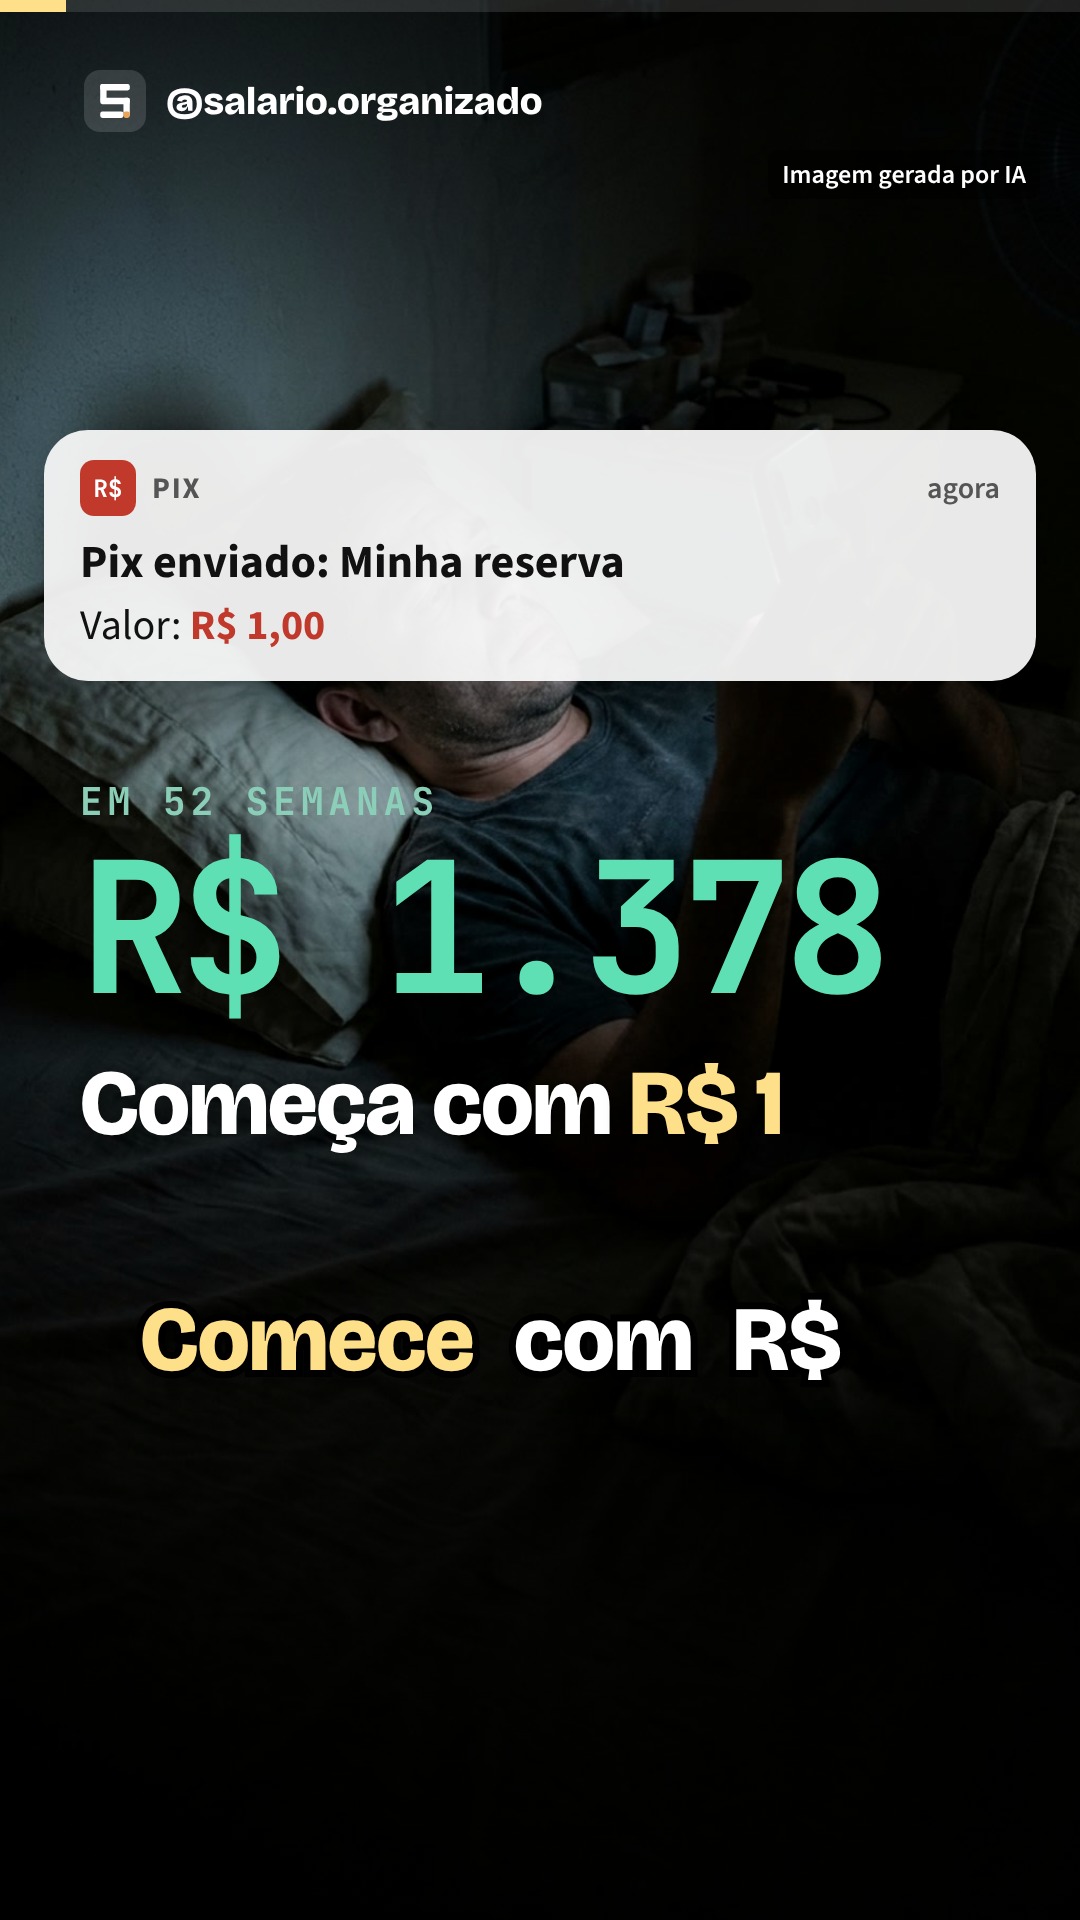 @salario.organizado
Imagem gerada por IA
R$ PIX agora
Pix enviado: Minha reserva
Valor: R$ 1,00
EM 52 SEMANAS
R$ 1.378
Começa com R$ 1
Comece com R$